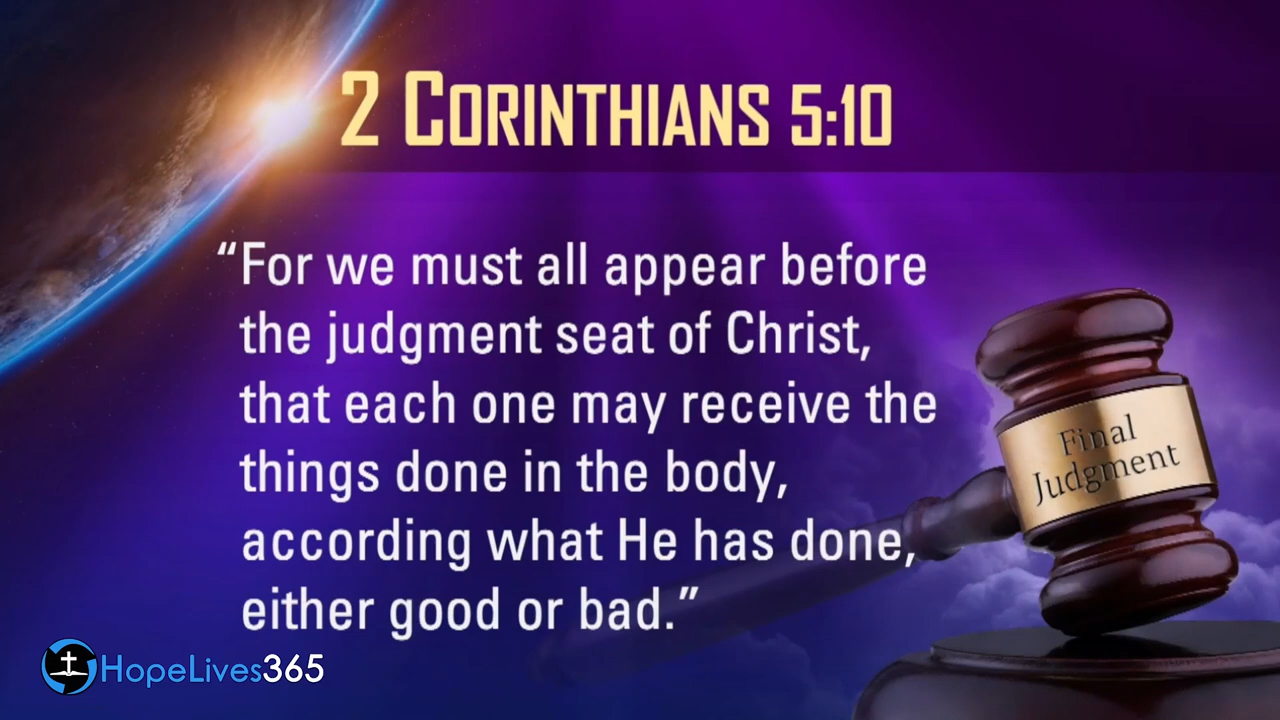 2 CORINTHIANS 5:10
“For we must all appear before
the judgment seat of Christ,
that each one may receive the
things done in the body,
according what He has done,
either good or bad.”
Final
Judgment
HopeLives365